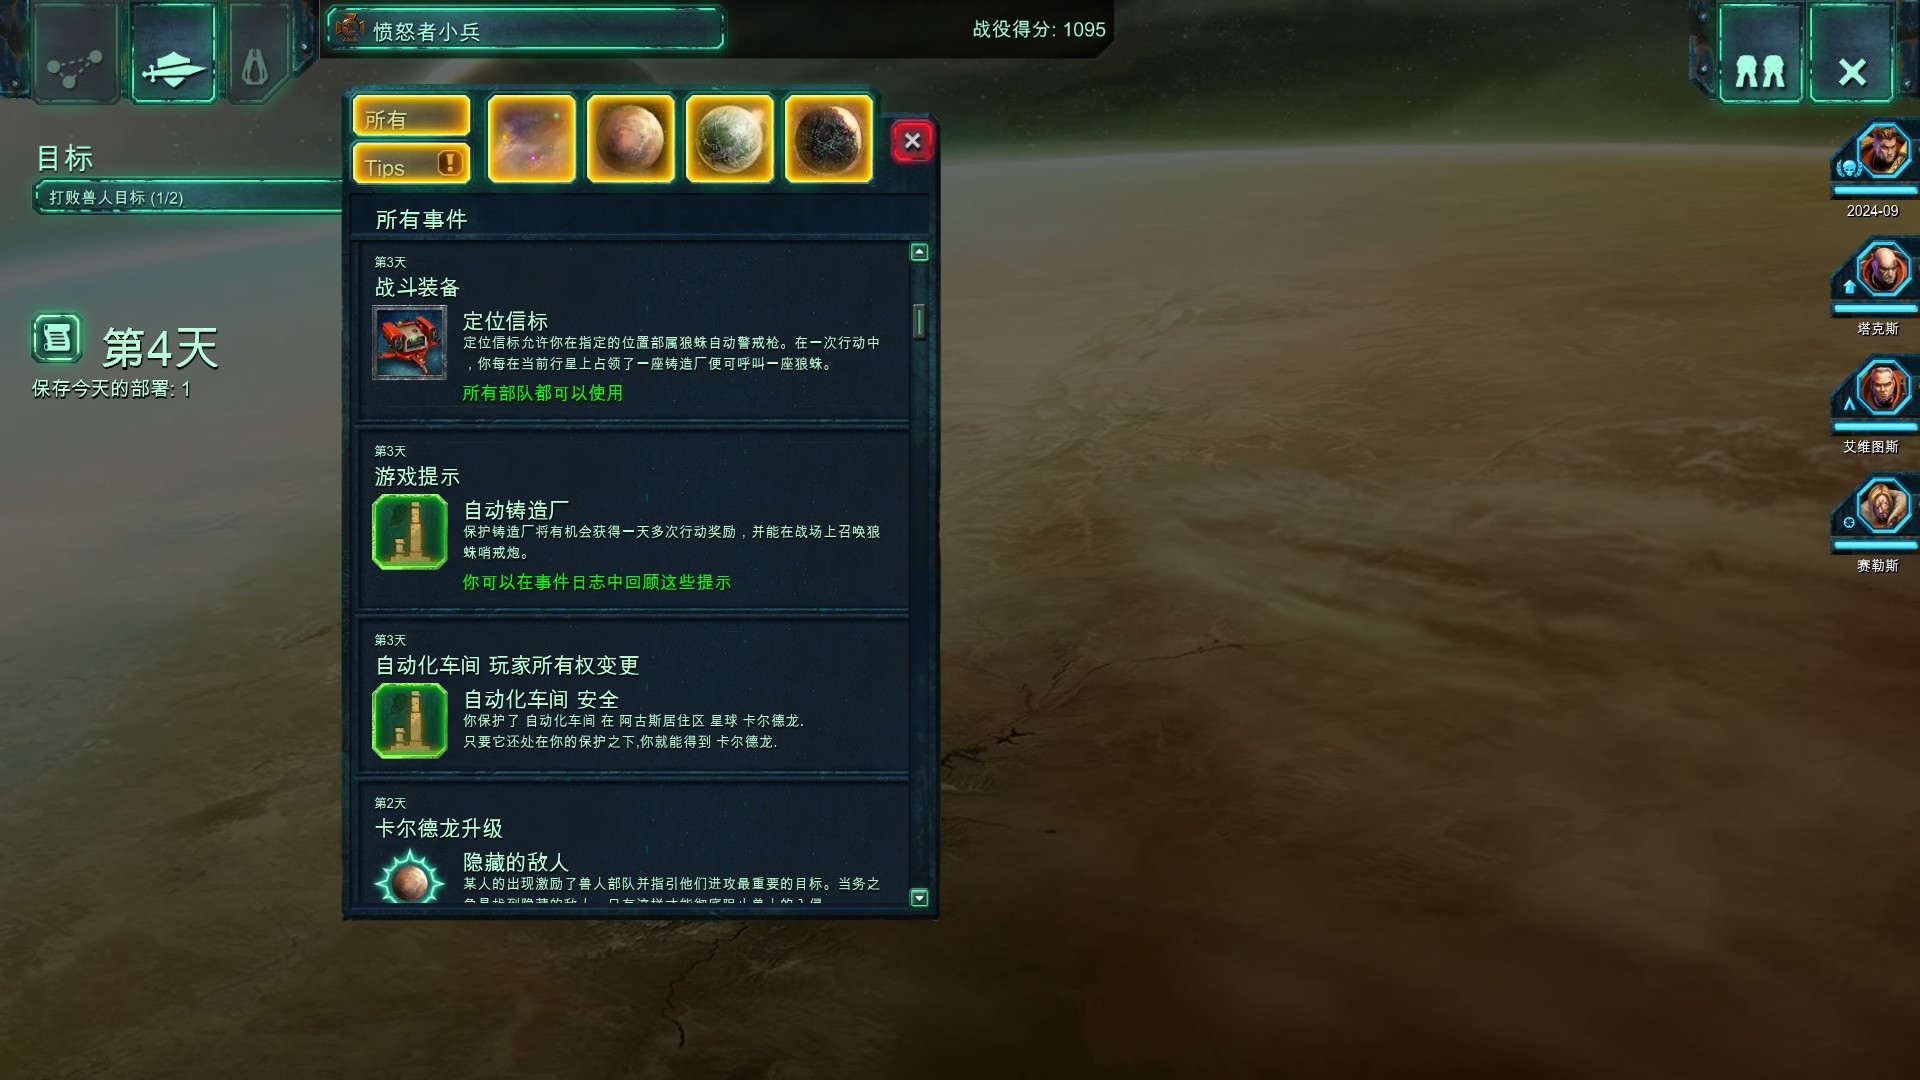 愤怒者小兵
战役得分: 1095
所有
Tips
目标
打败兽人目标 (1/2)
第4天
保存今天的部署: 1
所有事件
第3天
战斗装备
定位信标
定位信标允许你在指定的位置部属狼蛛自动警戒枪。在一次行动中
，你每在当前行星上占领了一座铸造厂便可呼叫一座狼蛛。
所有部队都可以使用
第3天
游戏提示
自动铸造厂
保护铸造厂将有机会获得一天多次行动奖励，并能在战场上召唤狼
蛛哨戒炮。
你可以在事件日志中回顾这些提示
第3天
自动化车间 玩家所有权变更
自动化车间 安全
你保护了 自动化车间 在 阿古斯居住区 星球 卡尔德龙.
只要它还处在你的保护之下,你就能得到 卡尔德龙.
第2天
卡尔德龙升级
隐藏的敌人
某人的出现激励了兽人部队并指引他们进攻最重要的目标。当务之
2024-09
塔克斯
艾维图斯
赛勒斯